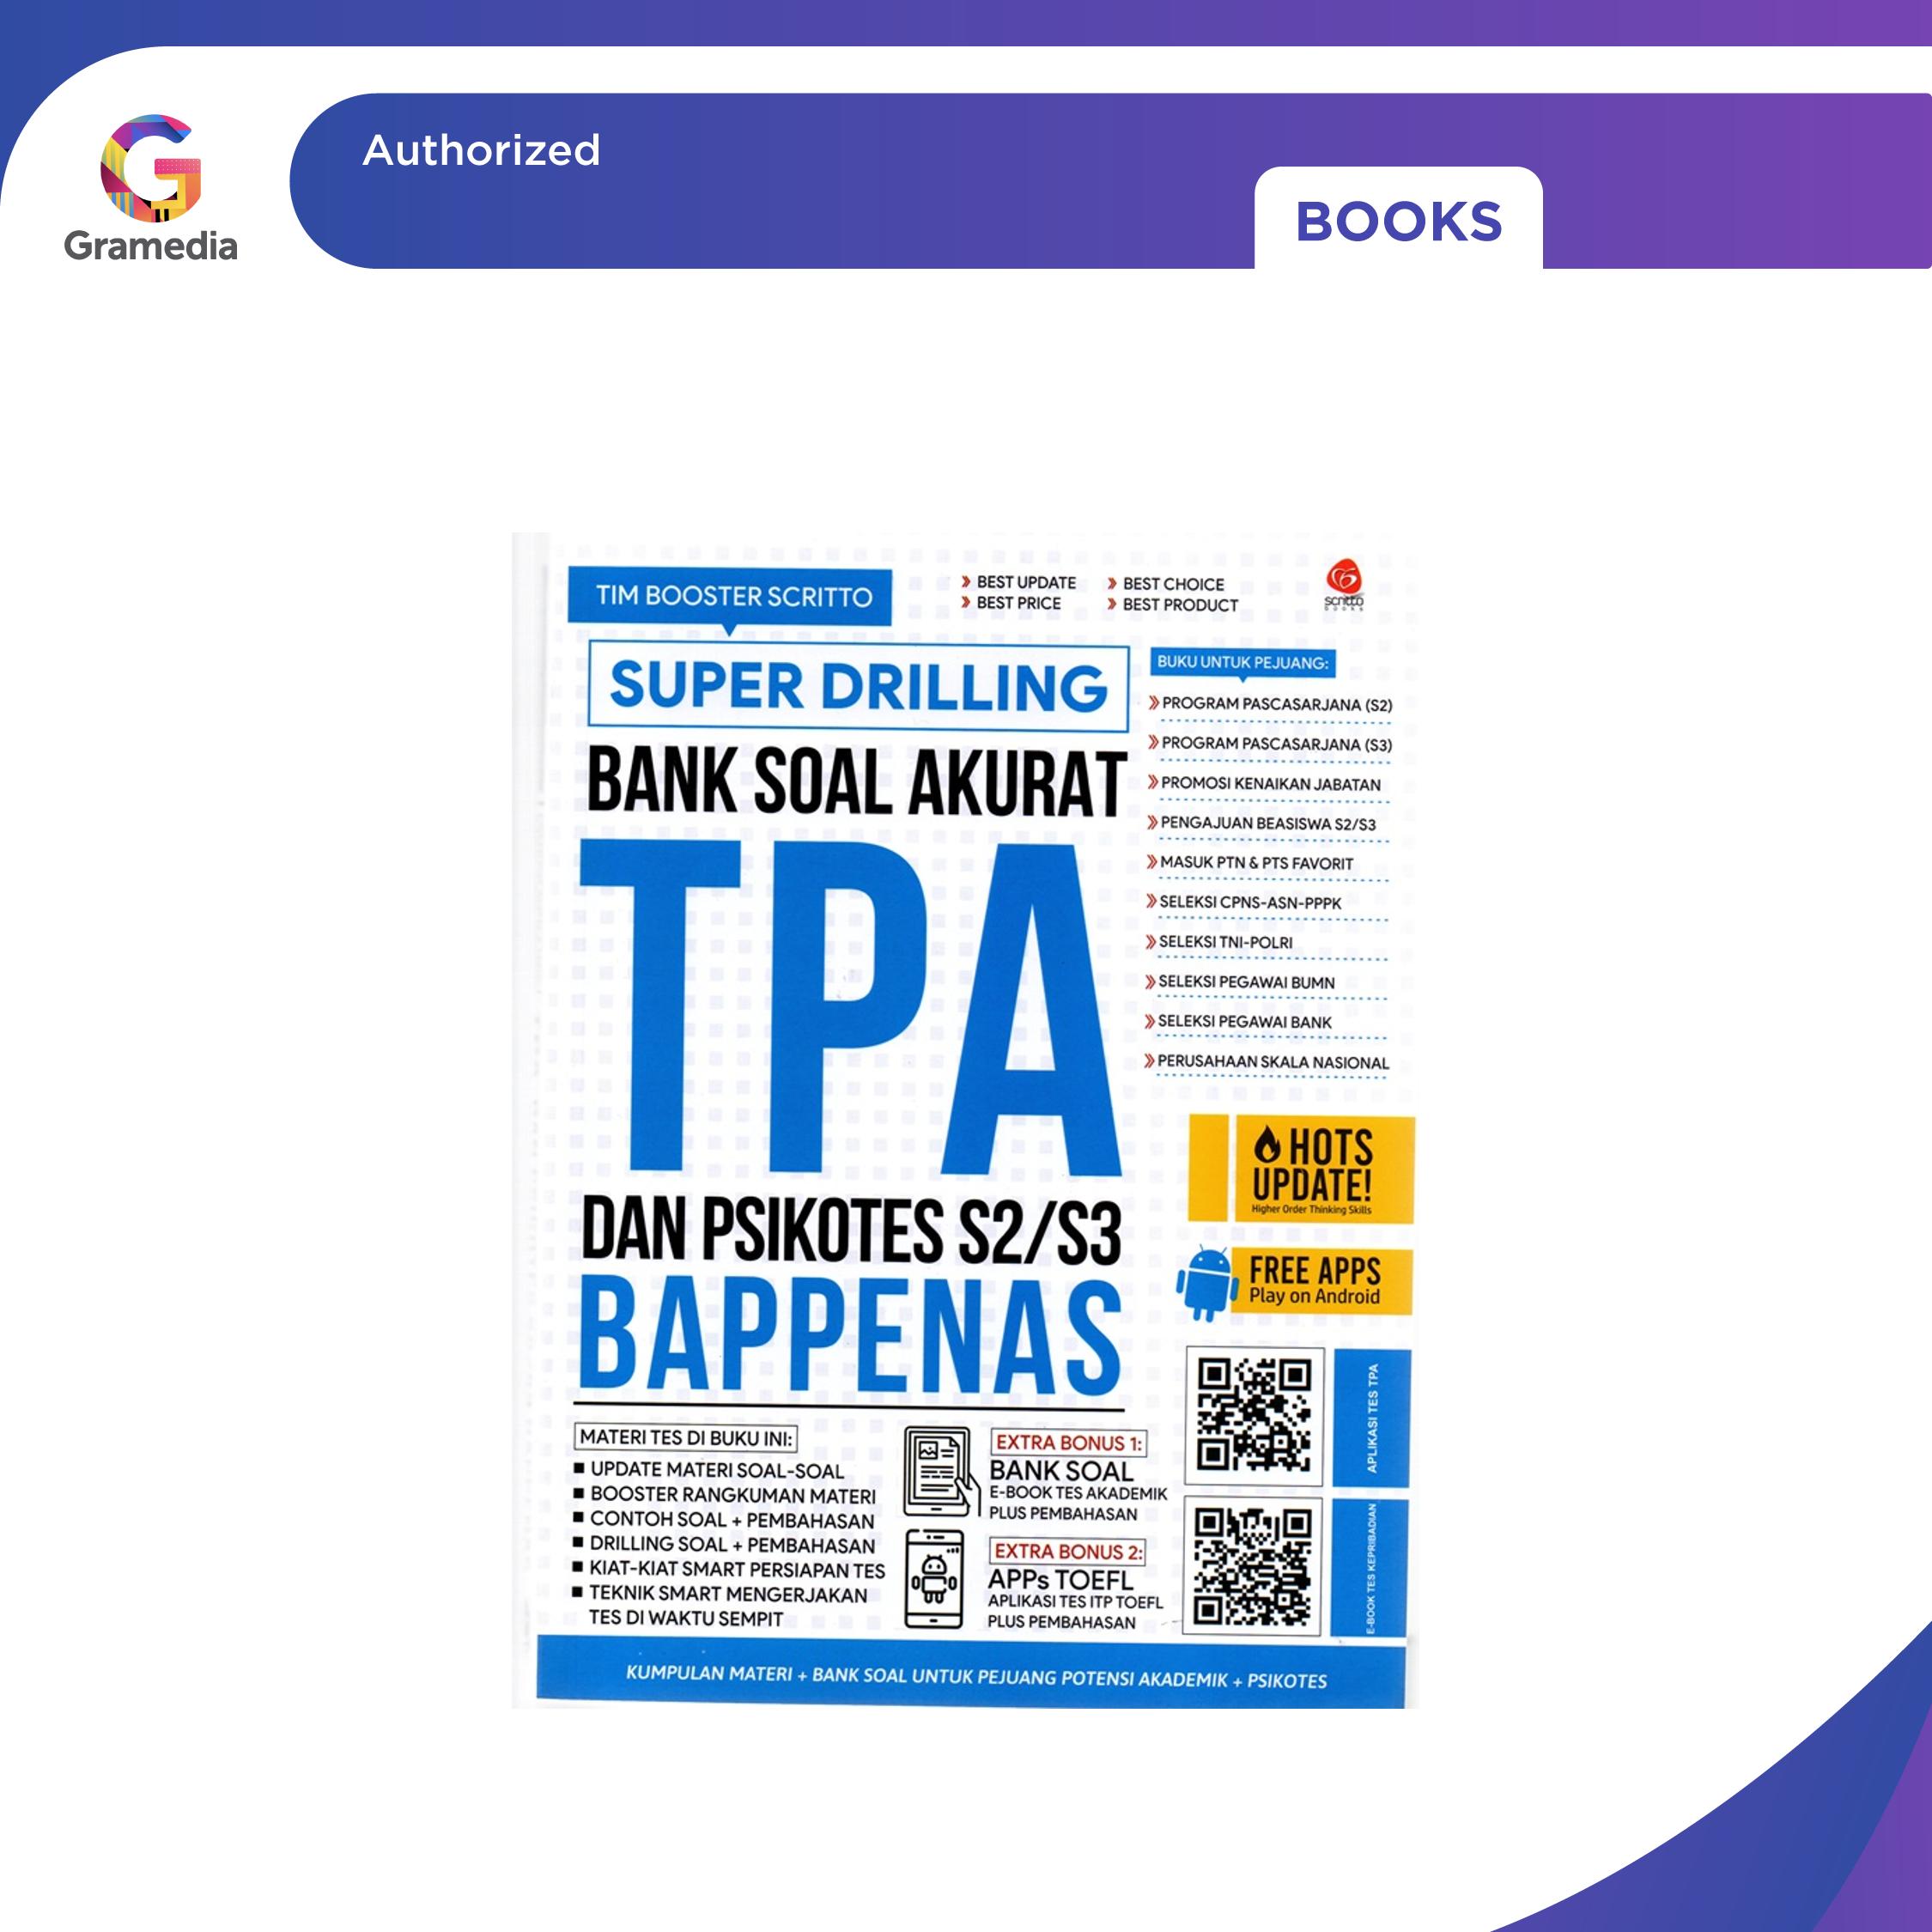 Gramedia
Authorized
BOOKS
TIM BOOSTER SCRITTO
BEST UPDATE
BEST PRICE
BEST CHOICE
BEST PRODUCT
scritto
BOOKS
SUPER DRILLING
BANK SOAL AKURAT
TPA
DAN PSIKOTES S2/S3
BAPPENAS
BUKU UNTUK PEJUANG:
PROGRAM PASCASARJANA (S2)
PROGRAM PASCASARJANA (S3)
PROMOSI KENAIKAN JABATAN
PENGAJUAN BEASISWA S2/S3
MASUK PTN & PTS FAVORIT
SELEKSI CPNS-ASN-PPPK
SELEKSI TNI-POLRI
SELEKSI PEGAWAI BUMN
SELEKSI PEGAWAI BANK
PERUSAHAAN SKALA NASIONAL
HOTS
UPDATE!
Higher Order Thinking Skills
FREE APPS
Play on Android
APLIKASI TES TPA
E-BOOK TES KEPRIBADIAN
MATERI TES DI BUKU INI:
UPDATE MATERI SOAL-SOAL
BOOSTER RANGKUMAN MATERI
CONTOH SOAL + PEMBAHASAN
DRILLING SOAL + PEMBAHASAN
KIAT-KIAT SMART PERSIAPAN TES
TEKNIK SMART MENGERJAKAN
TES DI WAKTU SEMPIT
EXTRA BONUS 1:
BANK SOAL
E-BOOK TES AKADEMIK
PLUS PEMBAHASAN
EXTRA BONUS 2:
APPs TOEFL
APLIKASI TES ITP TOEFL
PLUS PEMBAHASAN
KUMPULAN MATERI + BANK SOAL UNTUK PEJUANG POTENSI AKADEMIK + PSIKOTES